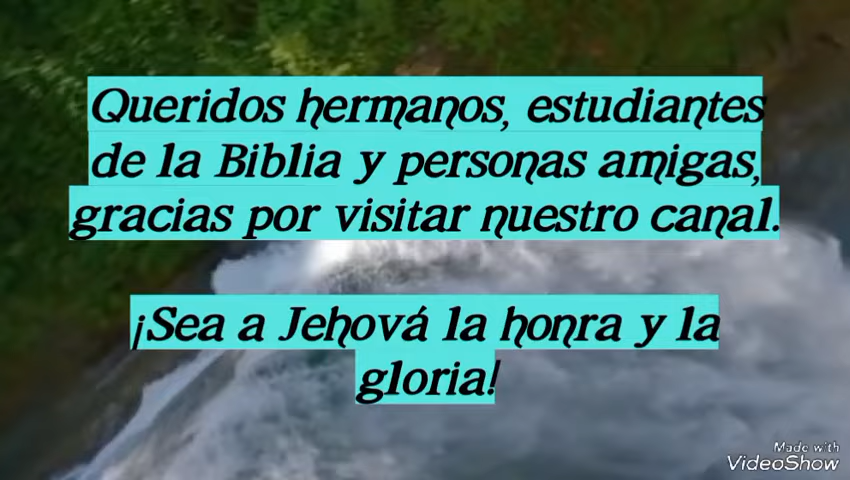 Queridos hermanos, estudiantes
de la Biblia y personas amigas,
gracias por visitar nuestro canal.
¡Sea a Jehová la honra y la
gloria!
Made with
VideoShow